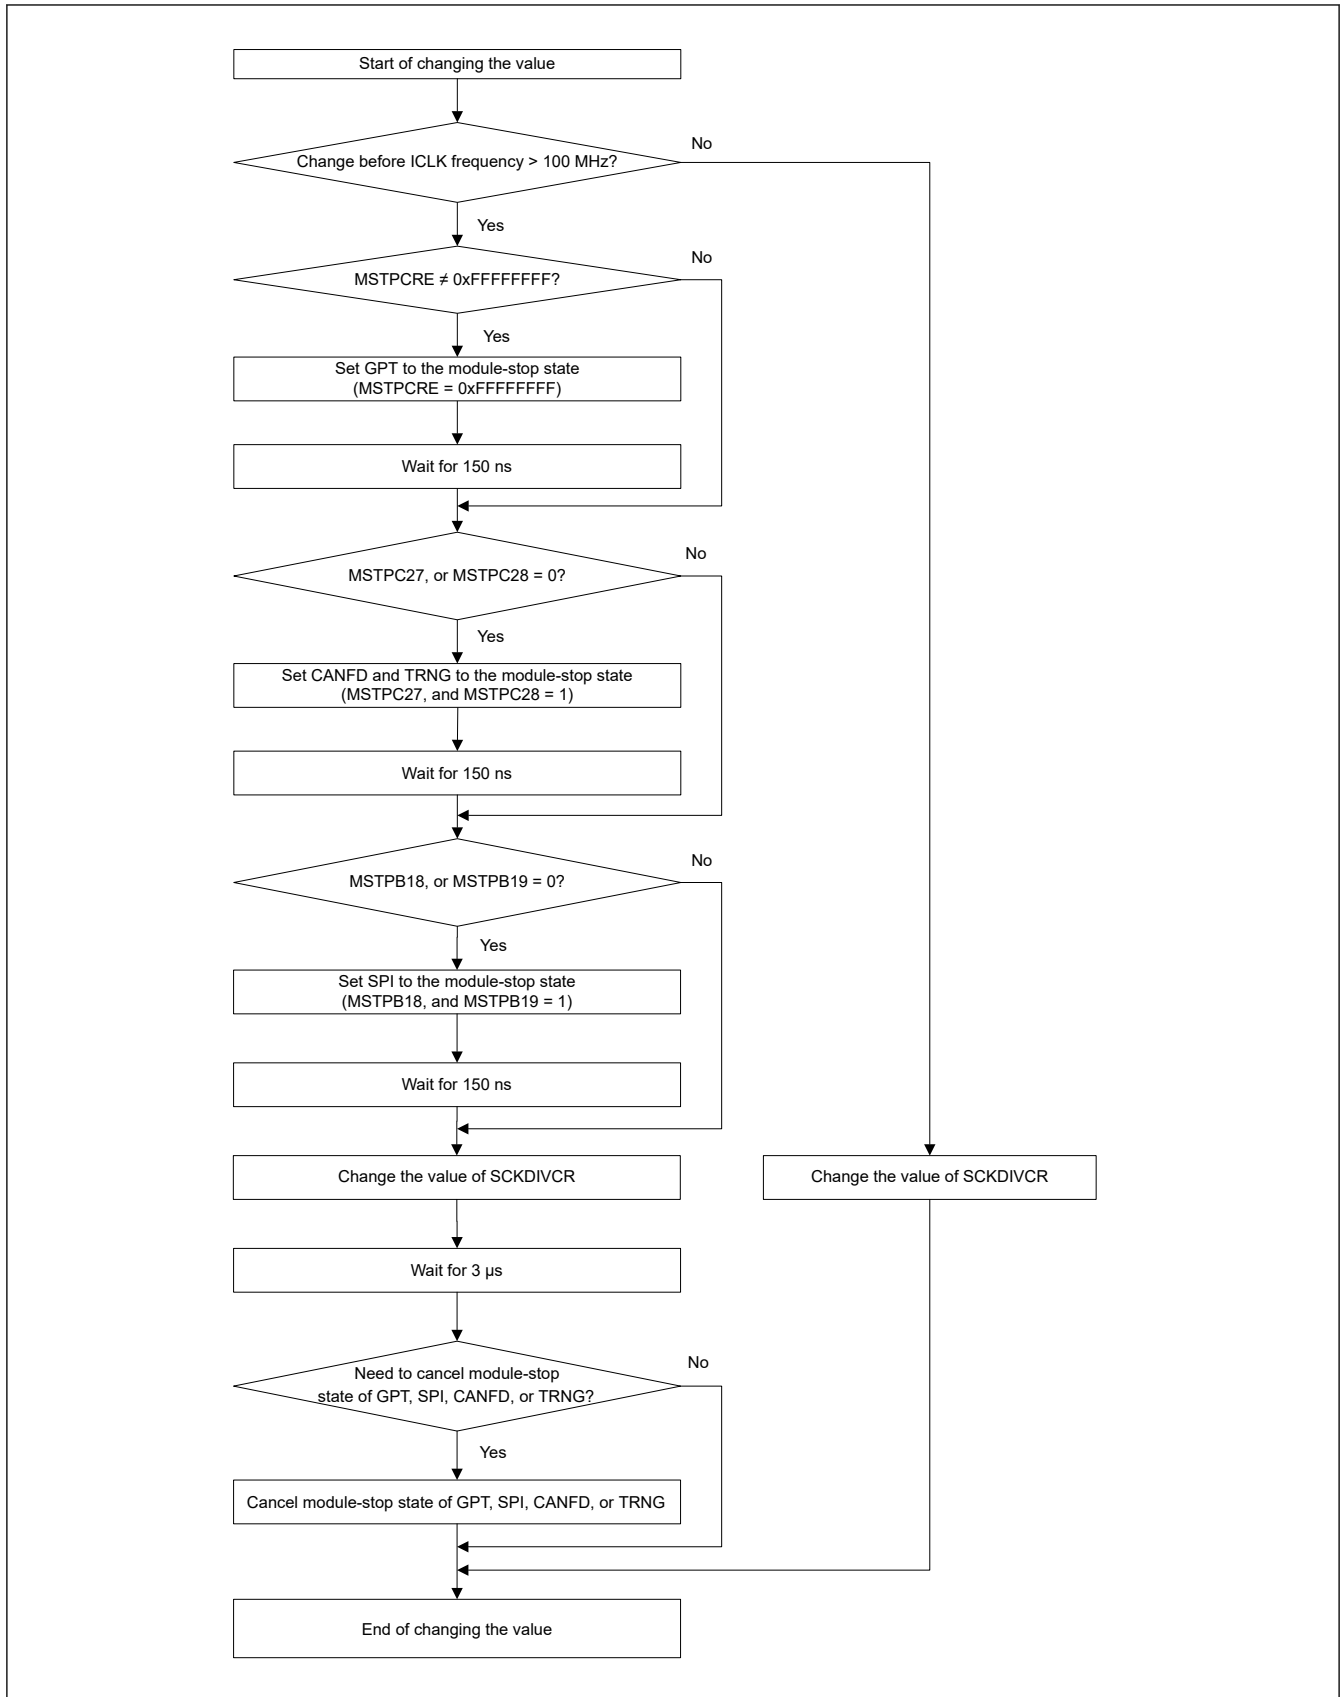 Start of changing the value
Change before ICLK frequency > 100 MHz?
No
Yes
MSTPCRE ≠ 0xFFFFFFFF?
No
Yes
Set GPT to the module-stop state
(MSTPCRE = 0xFFFFFFFF)
Wait for 150 ns
MSTPC27, or MSTPC28 = 0?
No
Yes
Set CANFD and TRNG to the module-stop state
(MSTPC27, and MSTPC28 = 1)
Wait for 150 ns
MSTPB18, or MSTPB19 = 0?
No
Yes
Set SPI to the module-stop state
(MSTPB18, and MSTPB19 = 1)
Wait for 150 ns
Change the value of SCKDIVCR
Change the value of SCKDIVCR
Wait for 3 µs
Need to cancel module-stop
state of GPT, SPI, CANFD, or TRNG?
No
Yes
Cancel module-stop state of GPT, SPI, CANFD, or TRNG
End of changing the value